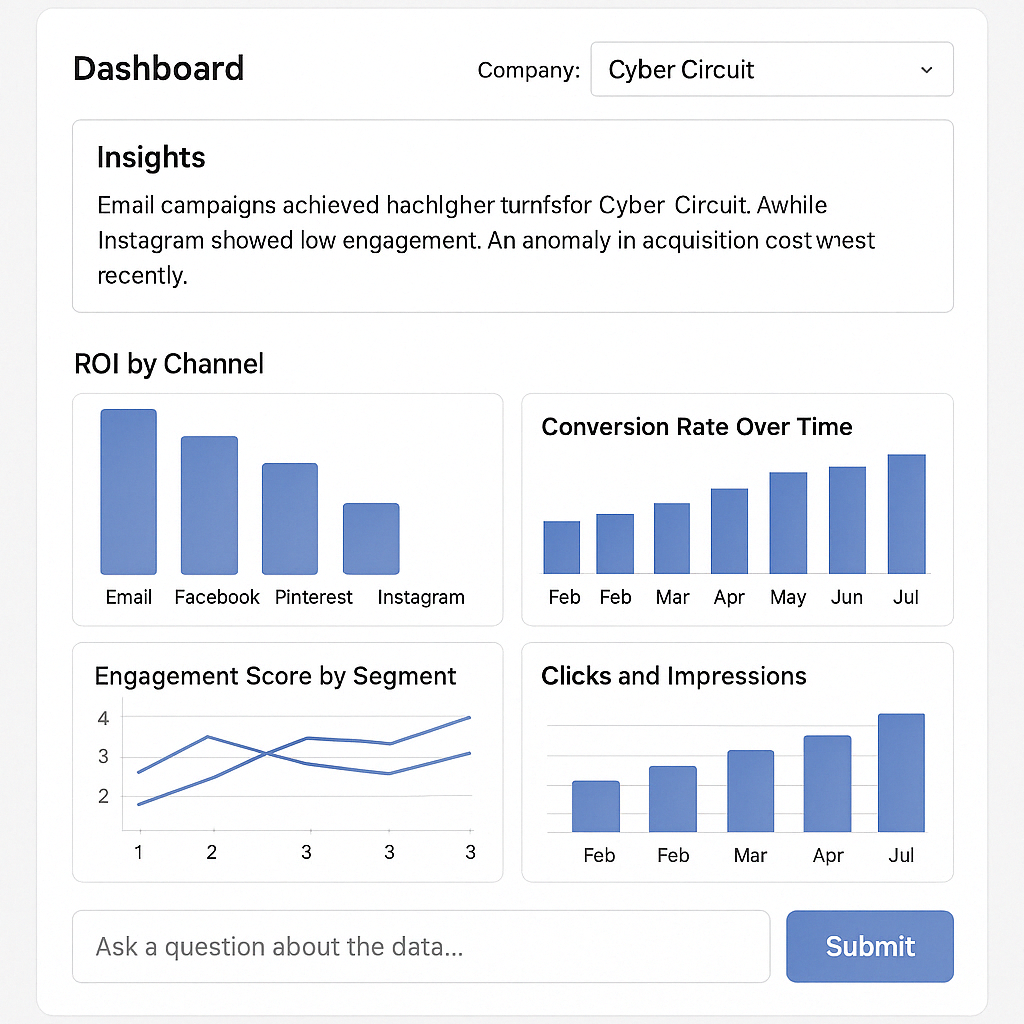 Dashboard
Company: Cyber Circuit
Insights
Email campaigns achieved hachlgher turnfsfor Cyber Circuit. Awhile
Instagram showed low engagement. An anomaly in acquisition cost
recently.
ROI by Channel
Email Facebook Pinterest Instagram
Conversion Rate Over Time
Feb Feb Mar Apr May Jun Jul
Engagement Score by Segment
4
3
2
1 2 3 3 3
Clicks and Impressions
Feb Feb Mar Apr Jul
Ask a question about the data...
Submit